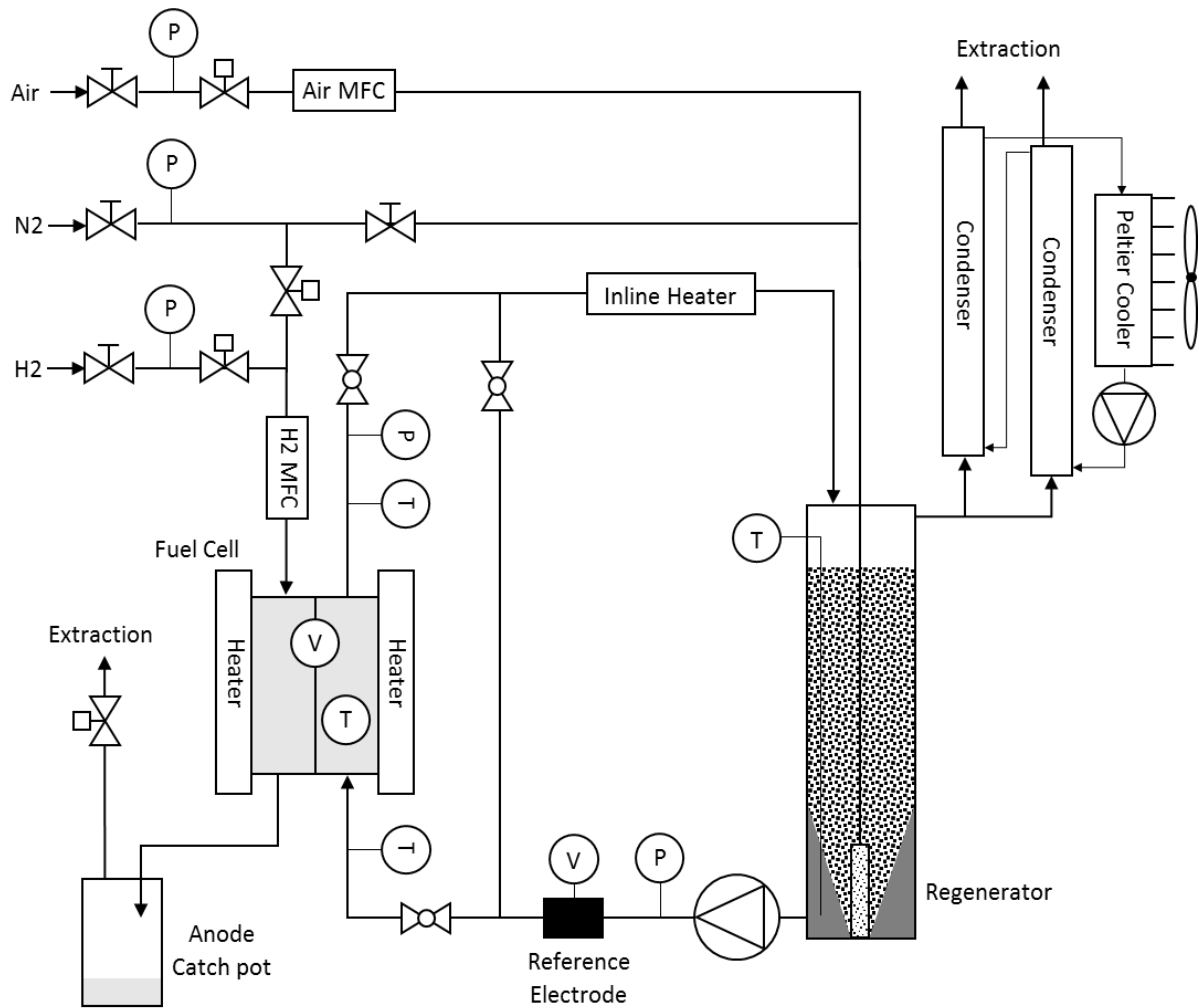 P
Extraction
Air
Air MFC
P
N2
P
H2
Inline Heater
Condenser
Condenser
Peltier Cooler
P
H2 MFC
T
T
Fuel Cell
Heater
V
T
Heater
Extraction
T
V
P
Regenerator
Anode
Catch pot
Reference
Electrode